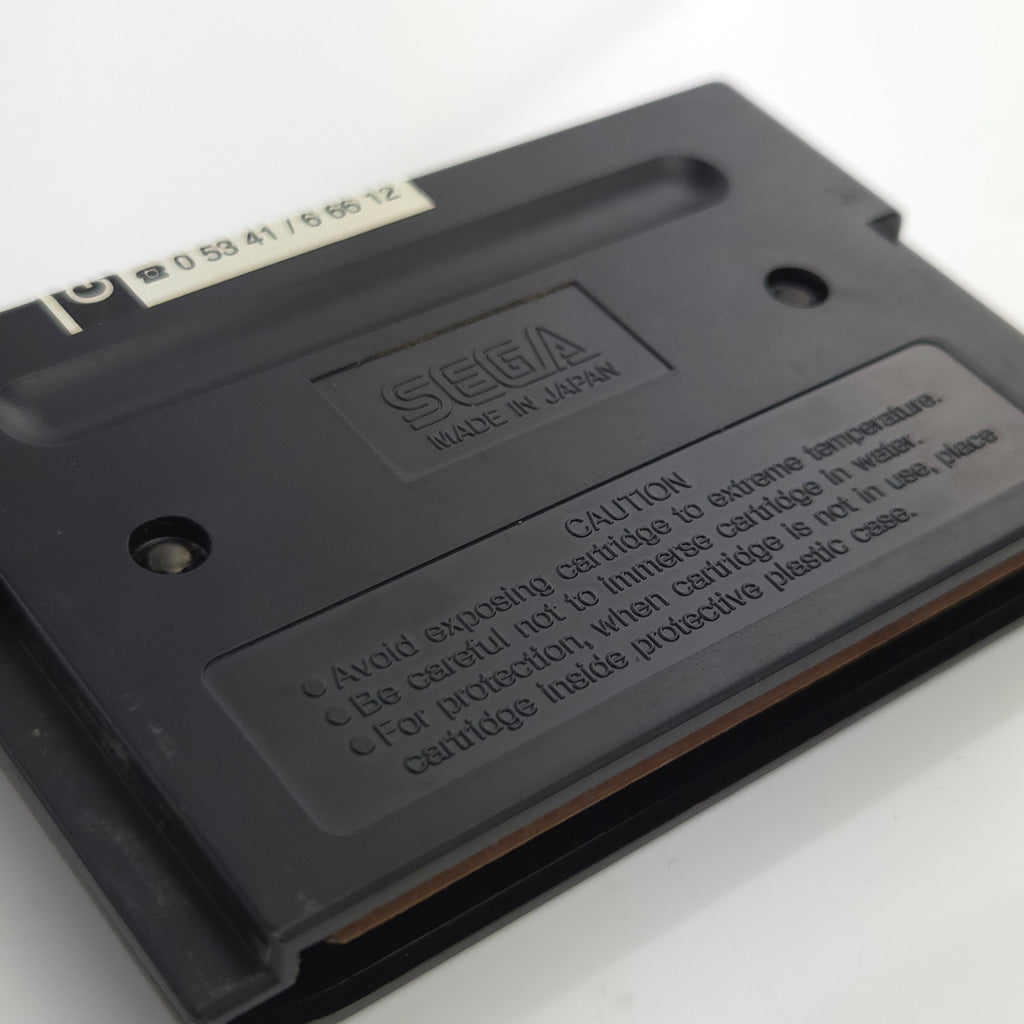 ☎ 0 53 41 / 6 66 12
SEGA
MADE IN JAPAN
CAUTION
● Avoid exposing cartridge to extreme temperature.
● Be careful not to immerse cartridge in water.
● For protection, when cartridge is not in use, place
cartridge inside protective plastic case.